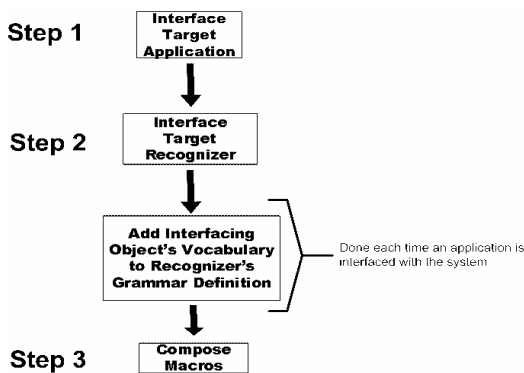 Step 1
Interface
Target
Application
Step 2
Interface
Target
Recognizer
Add Interfacing
Object's Vocabulary
to Recognizer's
Grammar Definition
Done each time an application is
interfaced with the system
Step 3
Compose
Macros